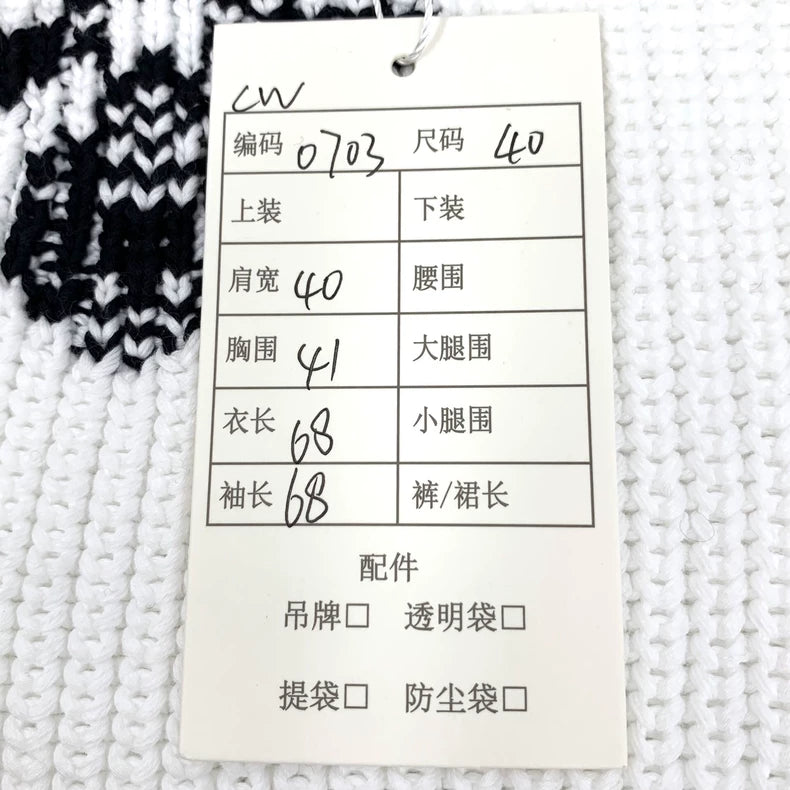 CW
编码 0703 尺码 40
上装 下装
肩宽 40 腰围
胸围 41 大腿围
衣长 68 小腿围
袖长 68 裤/裙长
配件
吊牌□ 透明袋□
提袋□ 防尘袋□